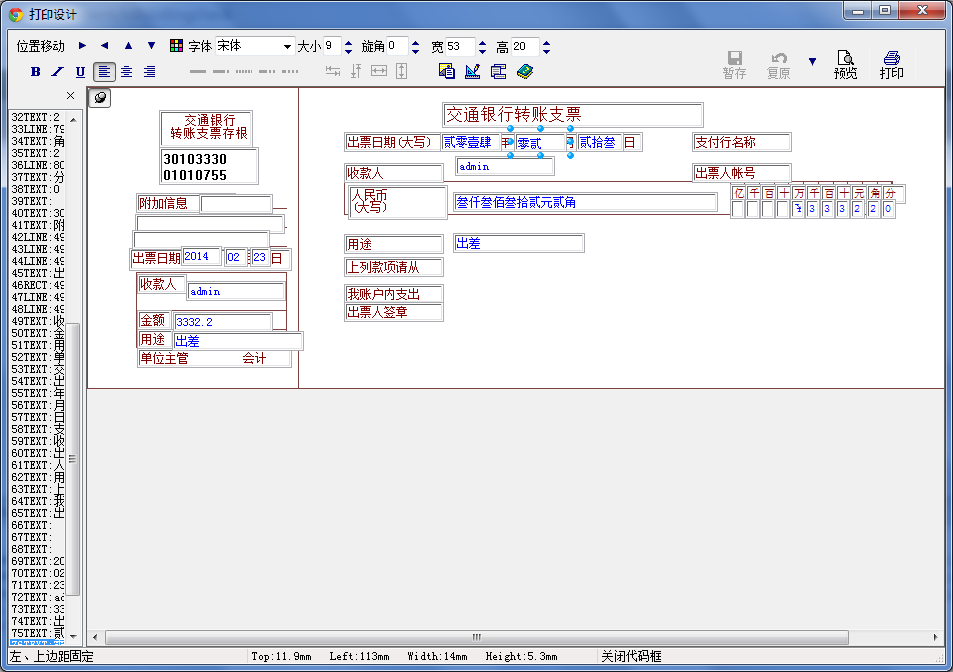 打印设计
位置移动 字体 宋体 大小 9 旋角 0 宽 53 高 20
B I U 暂存 复原 预览 打印
32TEXT:2
33LINE:79
34TEXT:角
35TEXT:2
36LINE:80
37TEXT:分
38TEXT:0
39TEXT:
40TEXT:30
41TEXT:附
42LINE:49
43LINE:49
44LINE:49
45TEXT:出
46RECT:49
47LINE:49
48LINE:49
49TEXT:收
50TEXT:金
51TEXT:用
52TEXT:单
53TEXT:交
54TEXT:出
55TEXT:年
56TEXT:月
57TEXT:日
58TEXT:支
59TEXT:收
60TEXT:出
61TEXT:人
62TEXT:用
63TEXT:上
64TEXT:我
65TEXT:出
66TEXT:
67TEXT:
68TEXT:
69TEXT:20
70TEXT:02
71TEXT:23
72TEXT:ad
73TEXT:33
74TEXT:出
75TEXT:贰
交通银行
转账支票存根
30103330
01010755
附加信息
出票日期 2014 02 23 日
收款人 admin
金额 3332.2
用途 出差
单位主管 会计
交通银行转账支票
出票日期(大写) 贰零壹肆 零贰 贰拾叁 日 支付行名称
收款人 admin 出票人帐号
人民币
(大写) 叁仟叁佰叁拾贰元贰角
亿 千 百 十 万 千 百 十 元 角 分
3 3 3 2 2 0
用途 出差
上列款项请从
我账户内支出
出票人签章
左、上边距固定 Top:11.9mm Left:113mm Width:14mm Height:5.3mm 关闭代码框